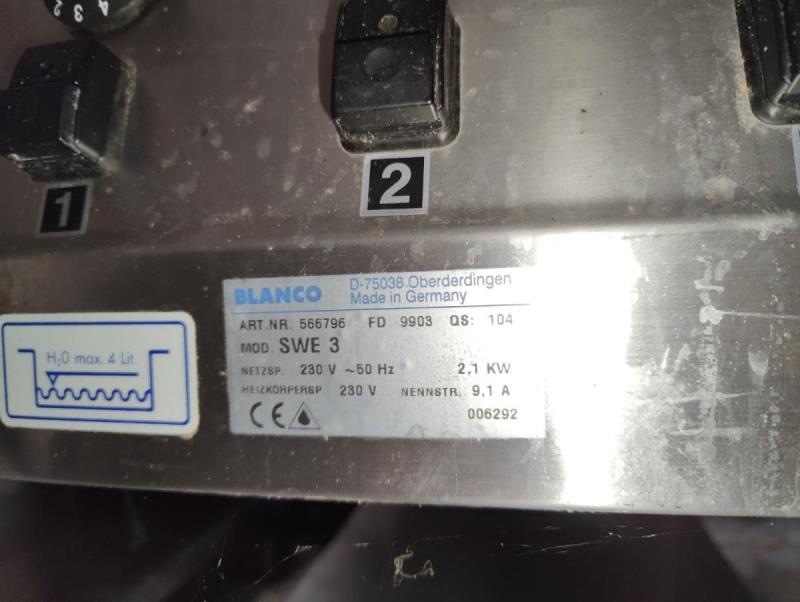 4 3 2
1
2
BLANCO
D-75038 Oberderdingen
Made in Germany
ART.NR. 566796 FD 9903 QS: 104
MOD. SWE 3
NETZSP. 230 V ~50 Hz 2,1 KW
HEIZKÖRPERSP. 230 V NENNSTR. 9,1 A
CE
006292
H₂O max. 4 Lit.